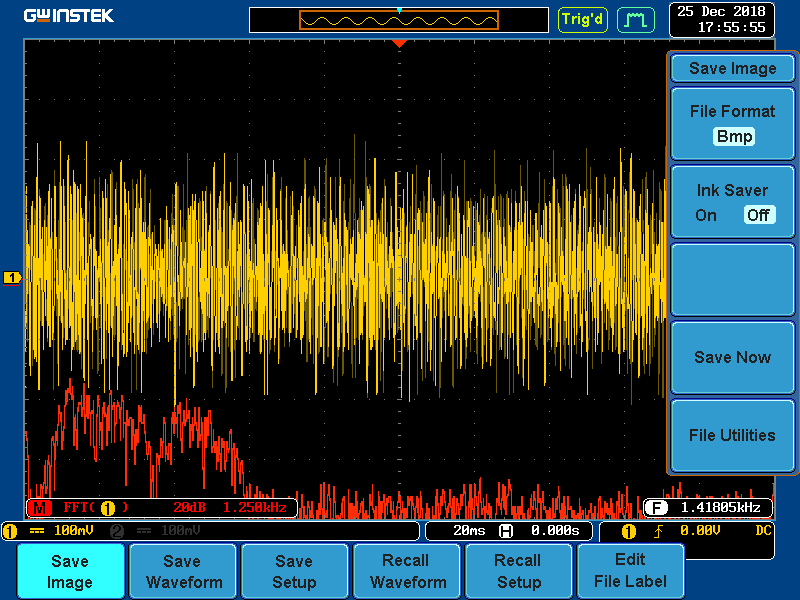 GWINSTEK
Trig'd
25 Dec 2018
17:55:55
Save Image
File Format
Bmp
Ink Saver
On Off
1
Save Now
File Utilities
M FFT( 1 ) 20dB 1.250kHz
F 1.41805kHz
1 100mV 2 100mV
20ms H 0.000s
1 0.00V DC
Save
Image
Save
Waveform
Save
Setup
Recall
Waveform
Recall
Setup
Edit
File Label